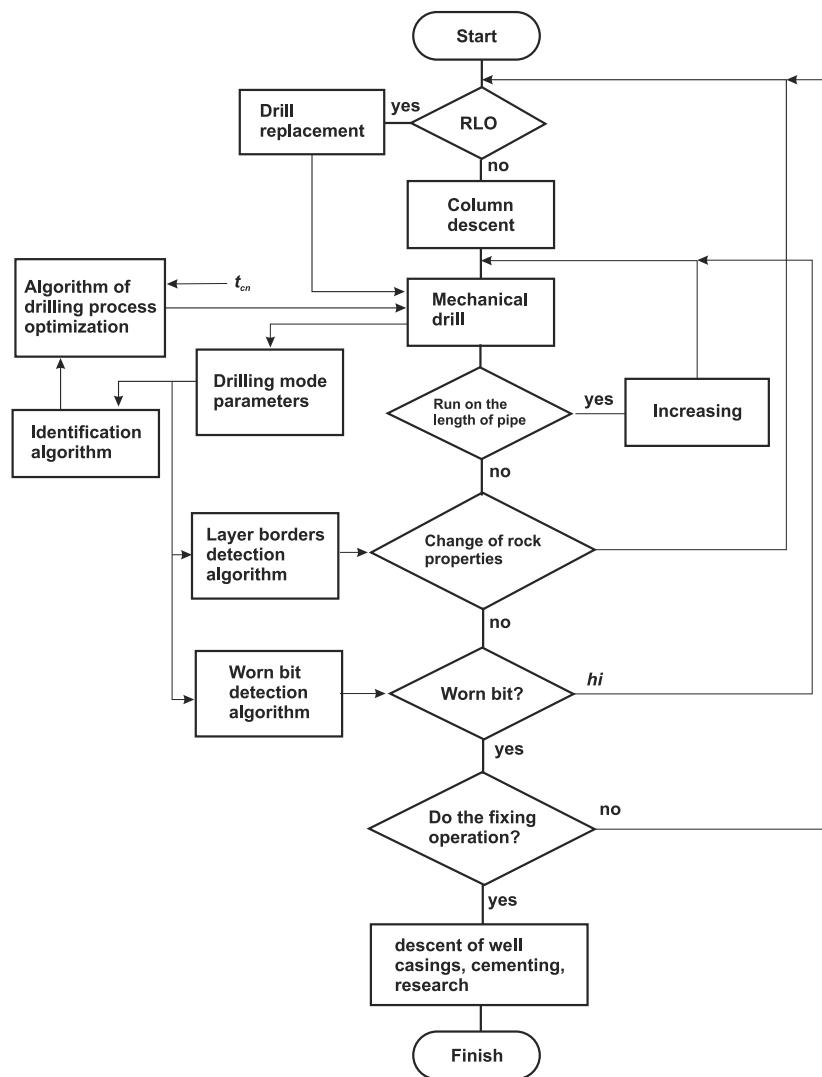 Start
Drill
replacement
yes
RLO
no
Column
descent
Algorithm of
drilling process
optimization
t_cn
Mechanical
drill
Drilling mode
parameters
Identification
algorithm
Run on the
length of pipe
yes
Increasing
no
Layer borders
detection
algorithm
Change of rock
properties
no
Worn bit
detection
algorithm
Worn bit?
hi
yes
Do the fixing
operation?
no
yes
descent of well
casings, cementing,
research
Finish